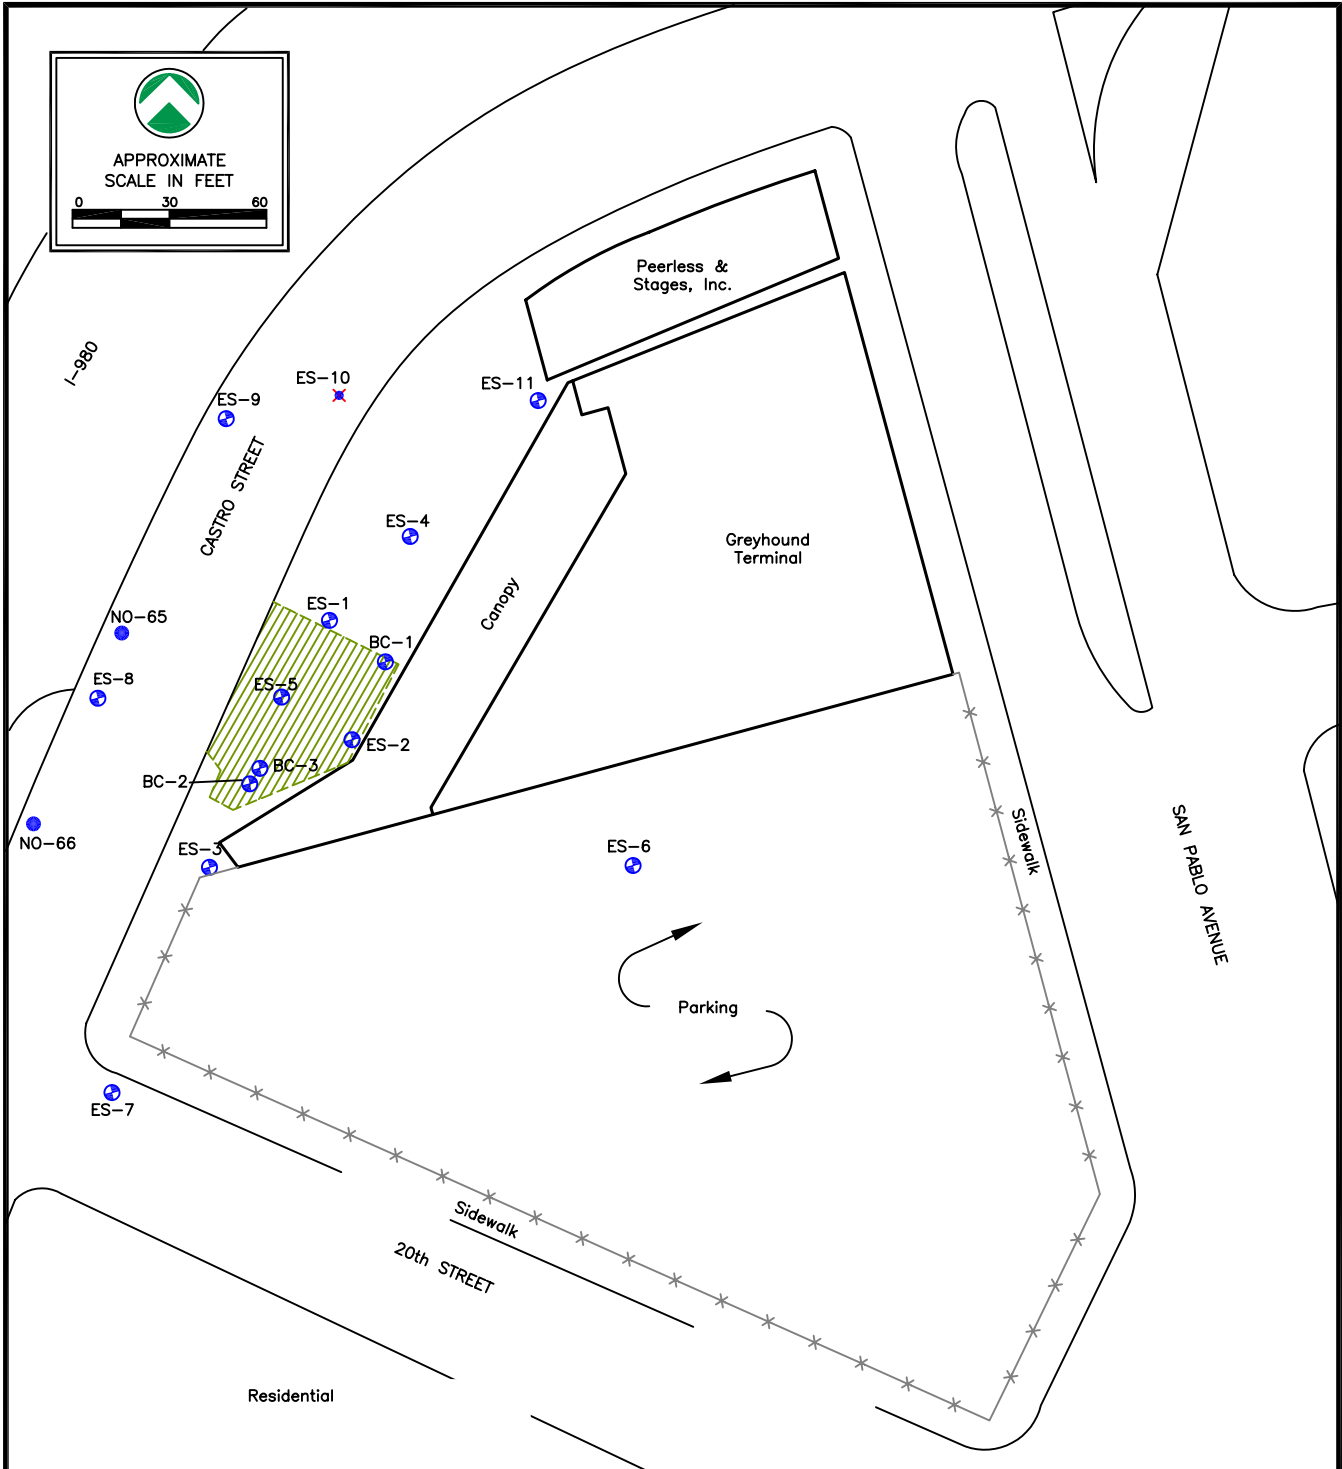 APPROXIMATE
SCALE IN FEET
0 30 60
Peerless &
Stages, Inc.
I-980
ES-10
ES-11
ES-9
CASTRO STREET
ES-4
Greyhound
Terminal
Canopy
ES-1
NO-65
BC-1
ES-8
ES-5
ES-2
BC-3
BC-2
NO-66
ES-3
ES-6
Sidewalk
SAN PABLO AVENUE
Parking
ES-7
Sidewalk
20th STREET
Residential